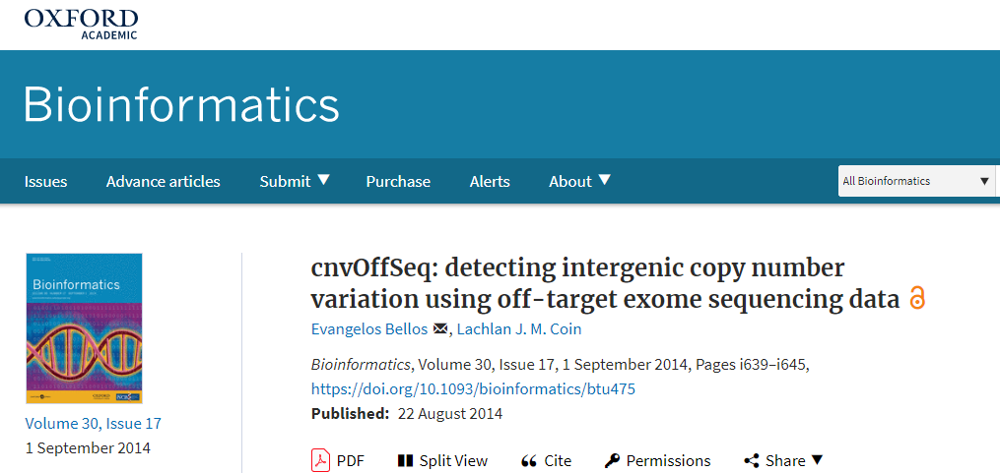 OXFORD
ACADEMIC
Bioinformatics
Issues Advance articles Submit ▼ Purchase Alerts About ▼ All Bioinformatics ▼
cnvOffSeq: detecting intergenic copy number
variation using off-target exome sequencing data
Evangelos Bellos, Lachlan J. M. Coin
Bioinformatics, Volume 30, Issue 17, 1 September 2014, Pages i639–i645,
https://doi.org/10.1093/bioinformatics/btu475
Published: 22 August 2014
PDF Split View Cite Permissions Share ▼
Bioinformatics
Volume 30, Issue 17
1 September 2014